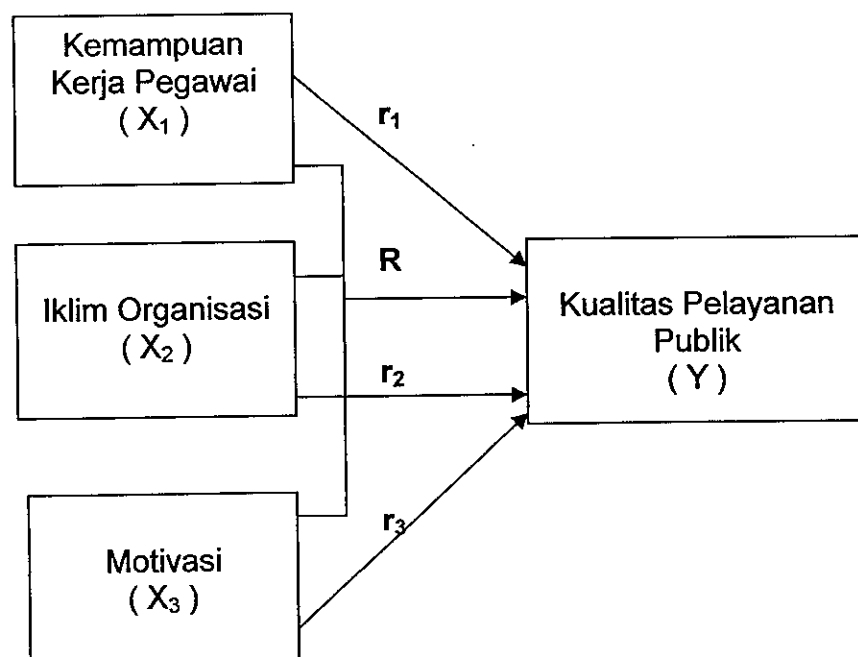 Kemampuan
Kerja Pegawai
( X₁ )
r₁
R
Iklim Organisasi
( X₂ )
r₂
Kualitas Pelayanan
Publik
( Y )
r₃
Motivasi
( X₃ )